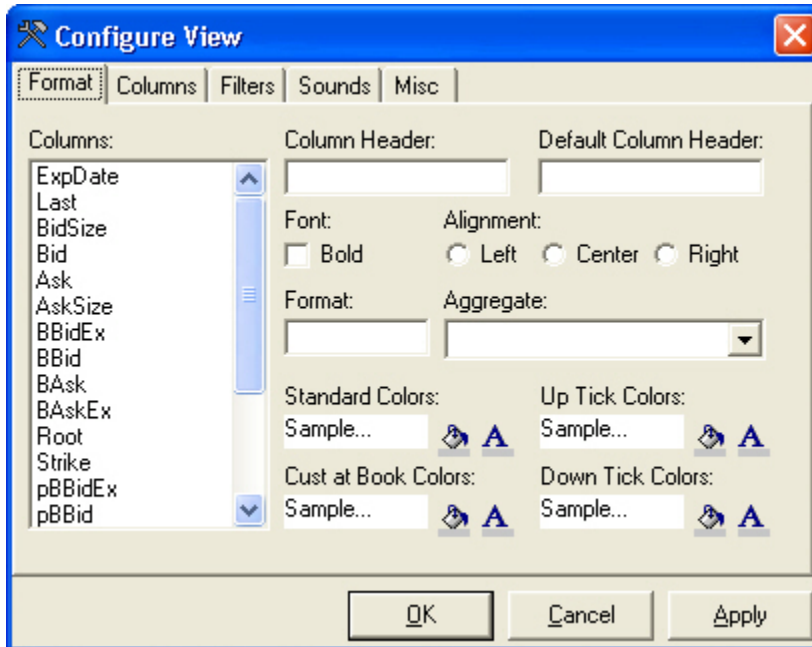 Configure View
Format Columns Filters Sounds Misc
Columns:
ExpDate
Last
BidSize
Bid
Ask
AskSize
BBidEx
BBid
BAsk
BAskEx
Root
Strike
pBBidEx
pBBid
Column Header:
Default Column Header:
Font:
Alignment:
Bold
Left Center Right
Format:
Aggregate:
Standard Colors:
Up Tick Colors:
Sample... A
Sample... A
Cust at Book Colors:
Down Tick Colors:
Sample... A
Sample... A
OK Cancel Apply